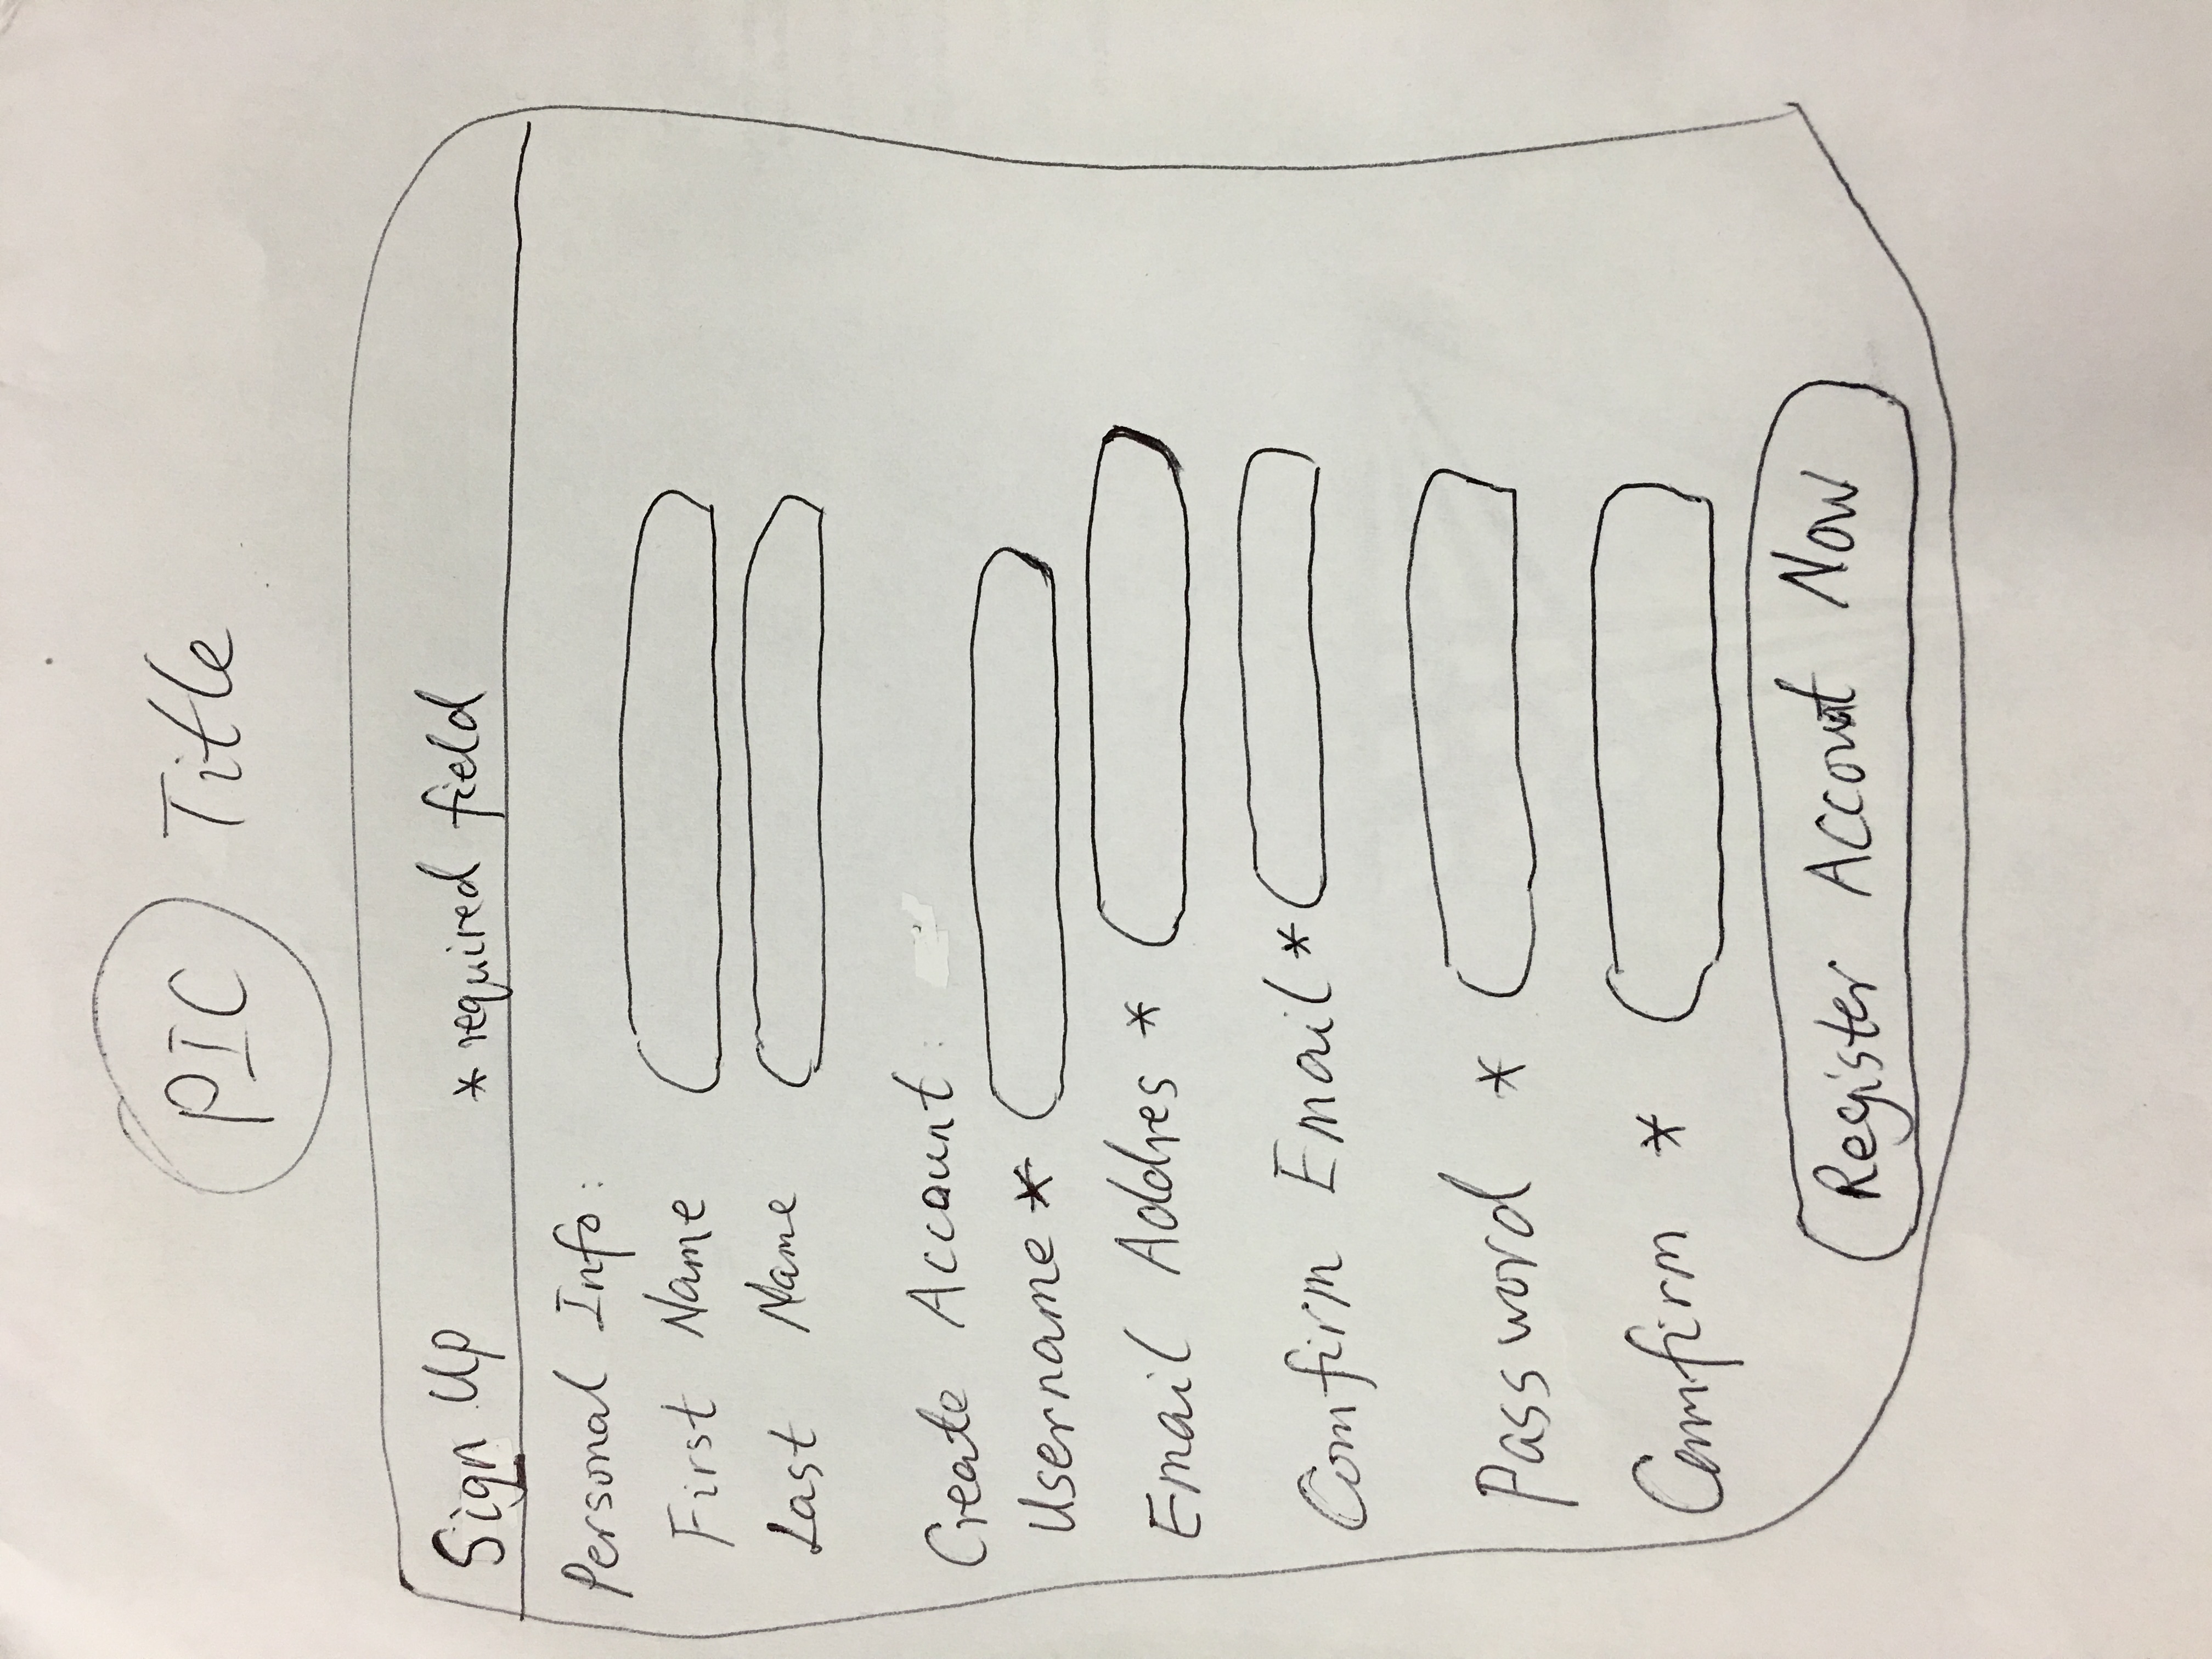 PIC Title
Sign Up * required field
Personal Info:
First Name
Last Name
Create Account:
Username *
Email Addres *
Comfirm Email *
Password *
Comfirm *
Register Account Now